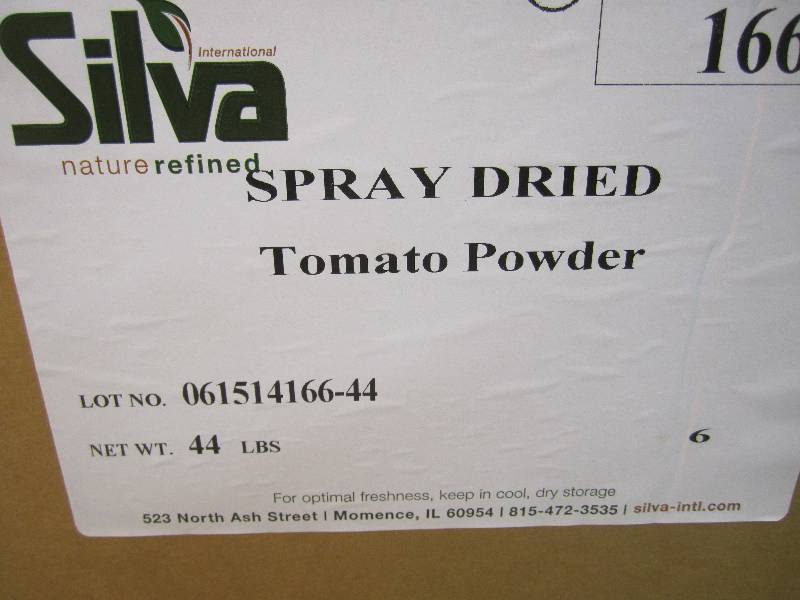 Silva
International
nature refined
166
SPRAY DRIED
Tomato Powder
LOT NO. 061514166-44
NET WT. 44 LBS
6
For optimal freshness, keep in cool, dry storage
523 North Ash Street | Momence, IL 60954 | 815-472-3535 | silva-intl.com